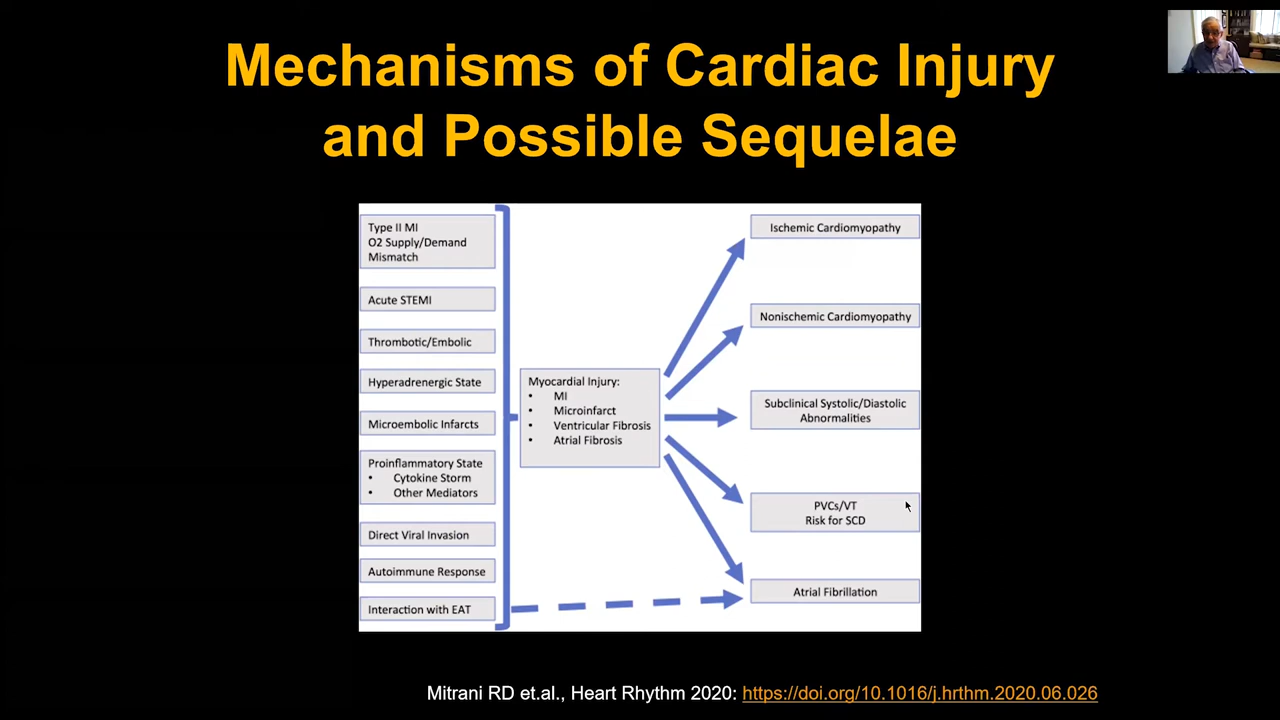 Mechanisms of Cardiac Injury
and Possible Sequelae
Type II MI
O2 Supply/Demand
Mismatch
Acute STEMI
Thrombotic/Embolic
Hyperadrenergic State
Microembolic Infarcts
Proinflammatory State
• Cytokine Storm
• Other Mediators
Direct Viral Invasion
Autoimmune Response
Interaction with EAT
Myocardial Injury:
• MI
• Microinfarct
• Ventricular Fibrosis
• Atrial Fibrosis
Ischemic Cardiomyopathy
Nonischemic Cardiomyopathy
Subclinical Systolic/Diastolic
Abnormalities
PVCs/VT
Risk for SCD
Atrial Fibrillation
Mitrani RD et.al., Heart Rhythm 2020: https://doi.org/10.1016/j.hrthm.2020.06.026